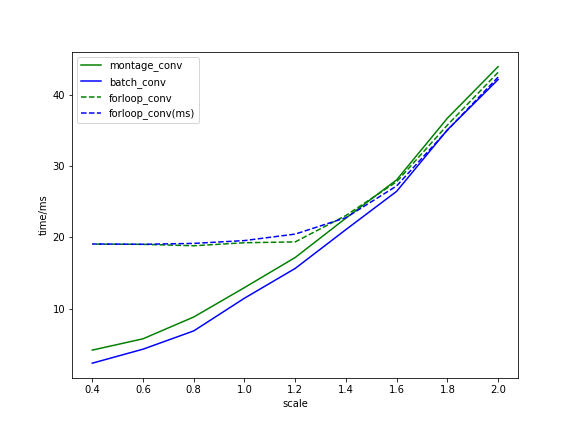 montage_conv
batch_conv
forloop_conv
forloop_conv(ms)
40
30
20
10
time/ms
0.4 0.6 0.8 1.0 1.2 1.4 1.6 1.8 2.0
scale